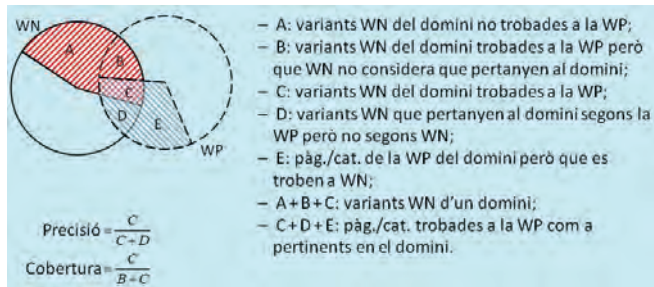 WN
A
B
C
D
E
WP
Precisió = C / C+D
Cobertura = C / B+C
– A: variants WN del domini no trobades a la WP;
– B: variants WN del domini trobades a la WP però
que WN no considera que pertanyen al domini;
– C: variants WN del domini trobades a la WP;
– D: variants WN que pertanyen al domini segons la
WP però no segons WN;
– E: pàg./cat. de la WP del domini però que es
troben a WN;
– A+B+C: variants WN d'un domini;
– C+D+E: pàg./cat. trobades a la WP com a
pertinents en el domini.